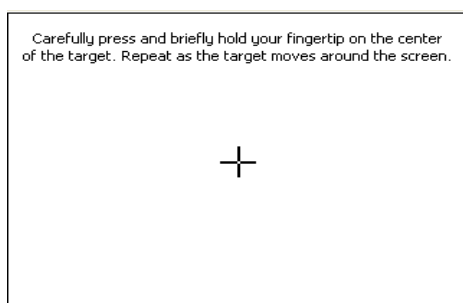 Carefully press and briefly hold your fingertip on the center
of the target. Repeat as the target moves around the screen.